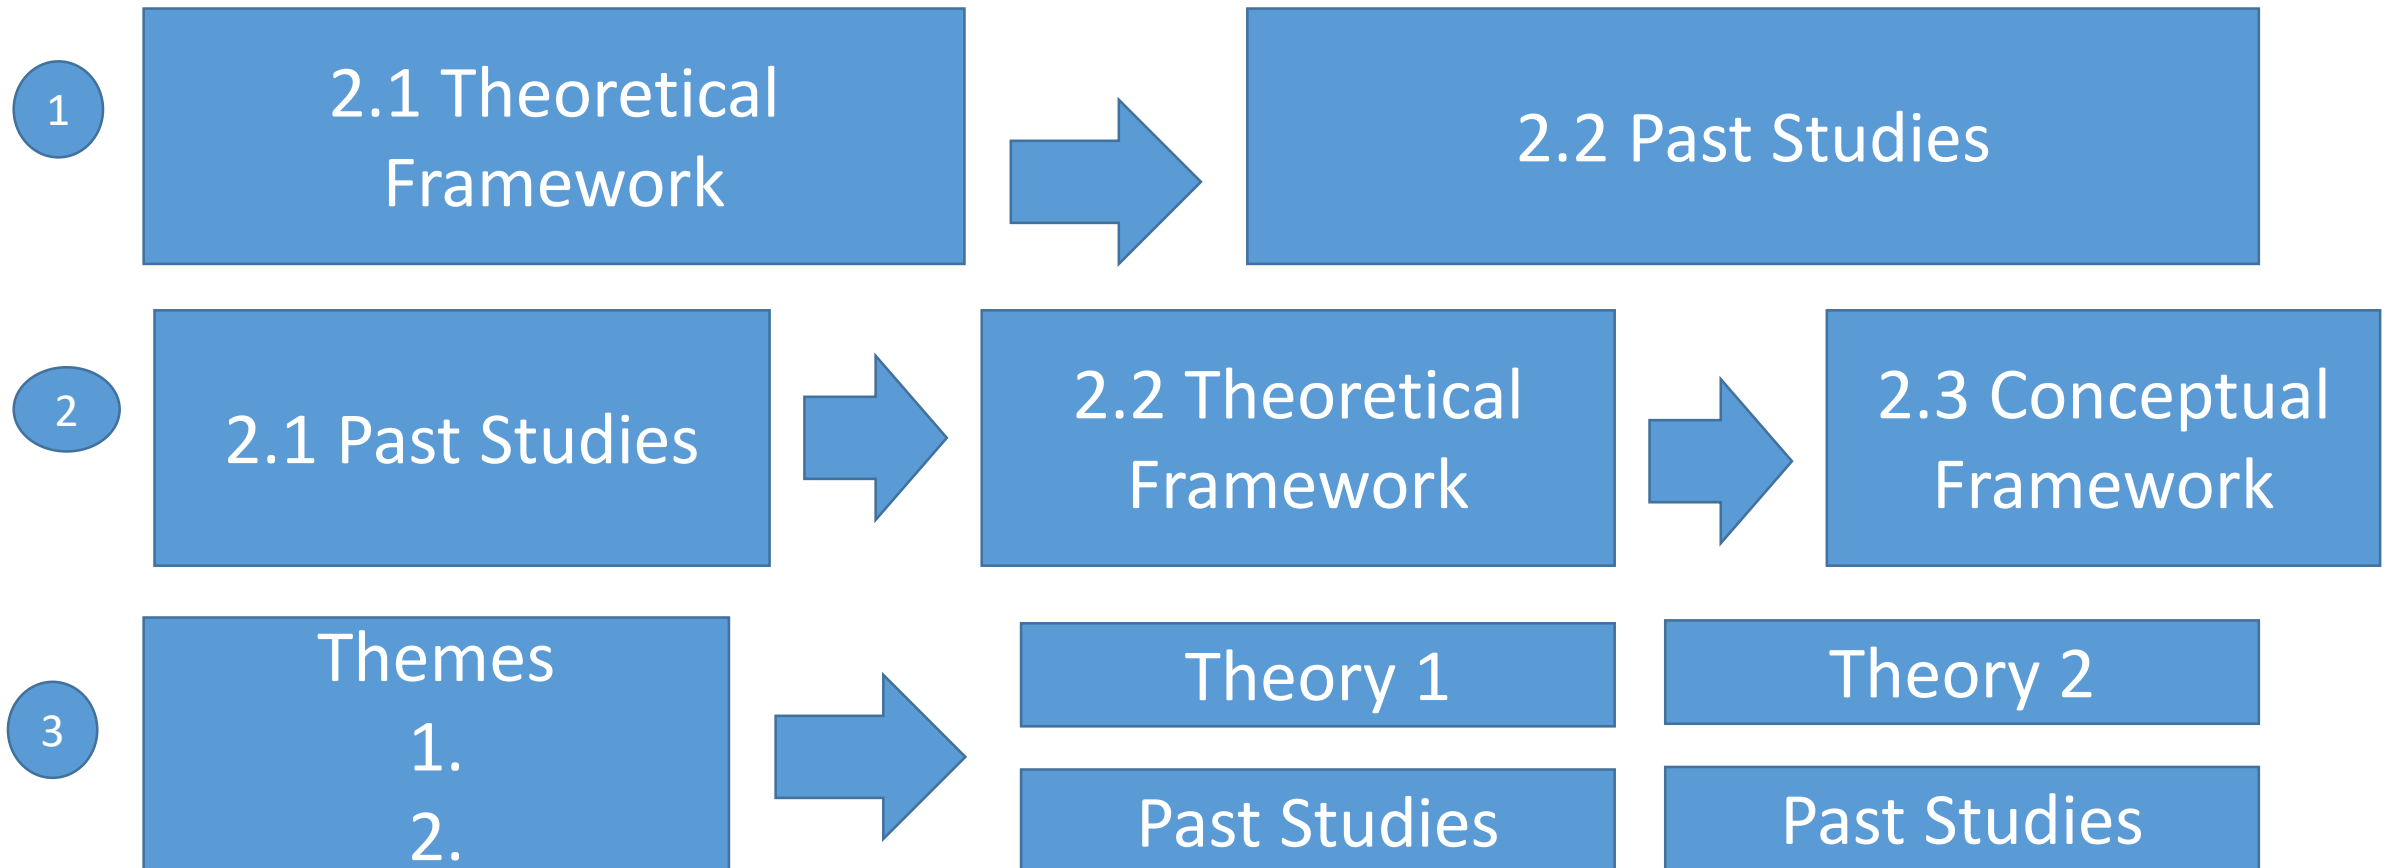 1
2.1 Theoretical
Framework
2.2 Past Studies
2
2.1 Past Studies
2.2 Theoretical
Framework
2.3 Conceptual
Framework
3
Themes
1.
2.
Theory 1
Theory 2
Past Studies
Past Studies